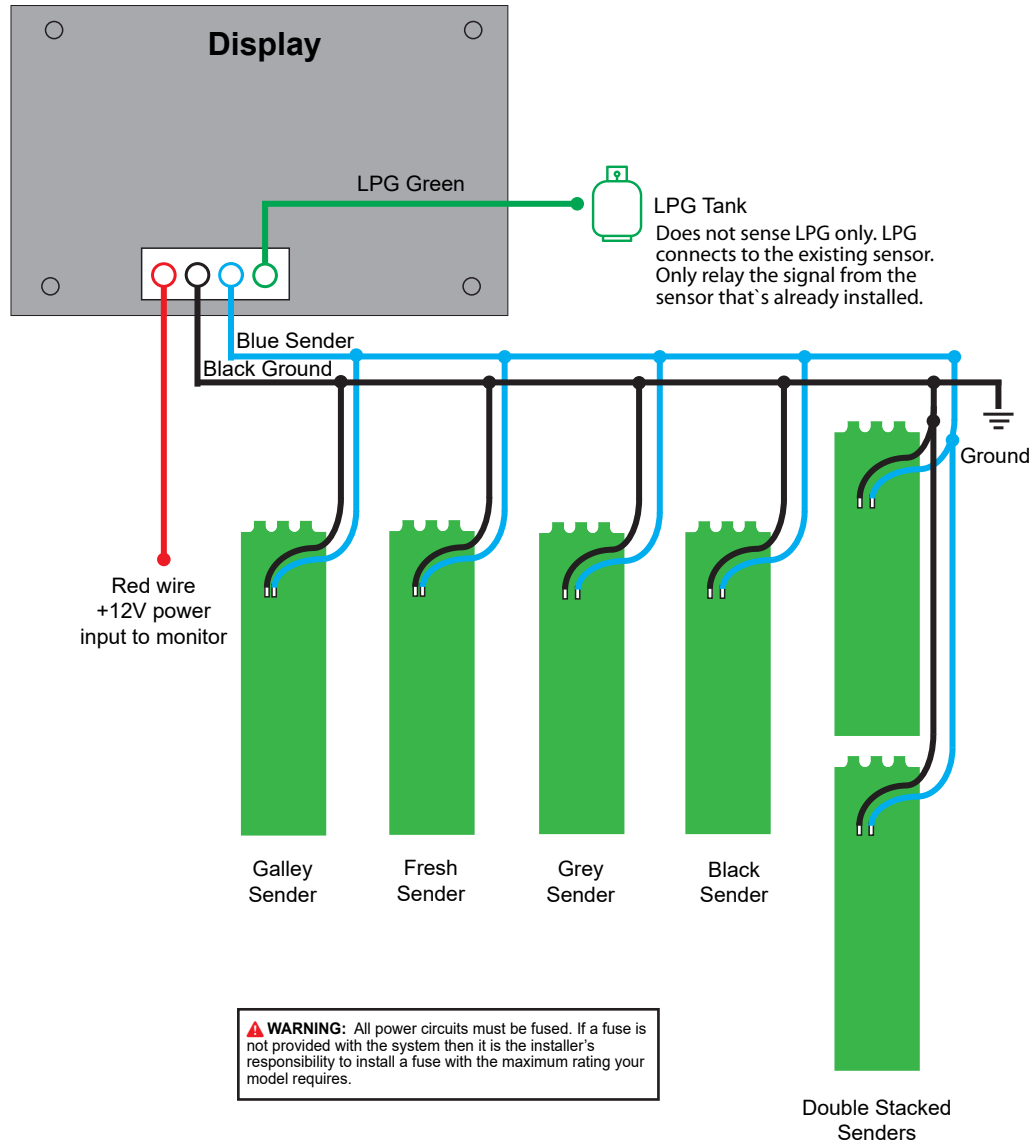 Display
LPG Green
LPG Tank
Does not sense LPG only. LPG
connects to the existing sensor.
Only relay the signal from the
sensor that`s already installed.
Blue Sender
Black Ground
Ground
Red wire
+12V power
input to monitor
Galley
Sender
Fresh
Sender
Grey
Sender
Black
Sender
WARNING: All power circuits must be fused. If a fuse is
not provided with the system then it is the installer’s
responsibility to install a fuse with the maximum rating your
model requires.
Double Stacked
Senders